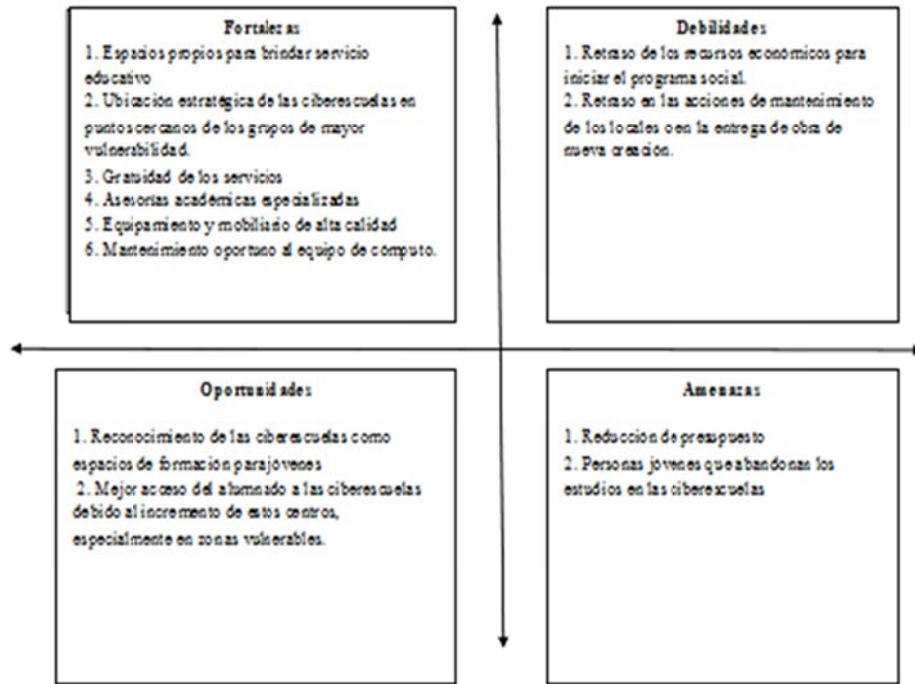 Fortalezas
1. Espacios propios para brindar servicio
educativo
2. Ubicación estratégica de las ciberescuelas en
puntos cercanos de los grupos de mayor
vulnerabilidad.
3. Gratuidad de los servicios
4. Asesorías académicas especializadas
5. Equipamiento y mobiliario de alta calidad
6. Mantenimiento oportuno al equipo de cómputo.
Debilidades
1. Retraso de los recursos económicos para
iniciar el programa social.
2. Retraso en las acciones de mantenimiento
de los locales oen la entrega de obra de
nueva creación.
Oportunidades
1. Reconocimiento de las ciberescuelas como
espacios de formación parajóvenes
2. Mejor acceso del alumnado a las ciberescuelas
debido al incremento de estos centros,
especialmente en zonas vulnerables.
Amenazas
1. Reducción de presupuesto
2. Personas jóvenes que abandonan los
estudios en las ciberescuelas